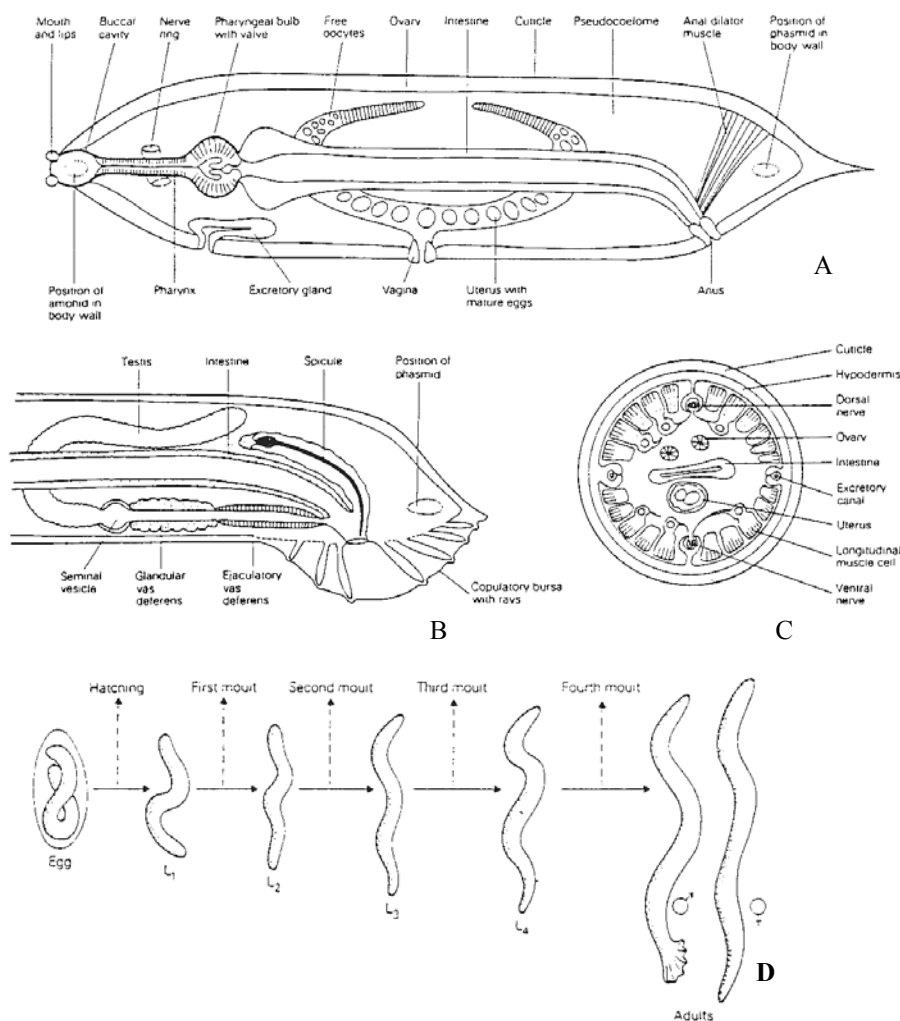 Mouth
and lips
Buccal
cavity
Nerve
ring
Pharyngeal bulb
with valve
Free
oocytes
Ovary
Intestine
Cuticle
Pseudocoelome
Anal dilator
muscle
Position of
phasmid in
body wall
Position of
amphid in
body wall
Pharynx
Excretory gland
Vagina
Uterus with
mature eggs
Anus
A
Testis
Intestine
Spicule
Position of
phasmid
Seminal
vesicle
Glandular
vas
deferens
Ejaculatory
vas
deferens
Copulatory bursa
with rays
B
Cuticle
Hypodermis
Dorsal
nerve
Ovary
Intestine
Excretory
canal
Uterus
Longitudinal
muscle cell
Ventral
nerve
C
Hatching
First moult
Second moult
Third moult
Fourth moult
Egg
L1
L2
L3
L4
♂
♀
D
Adults